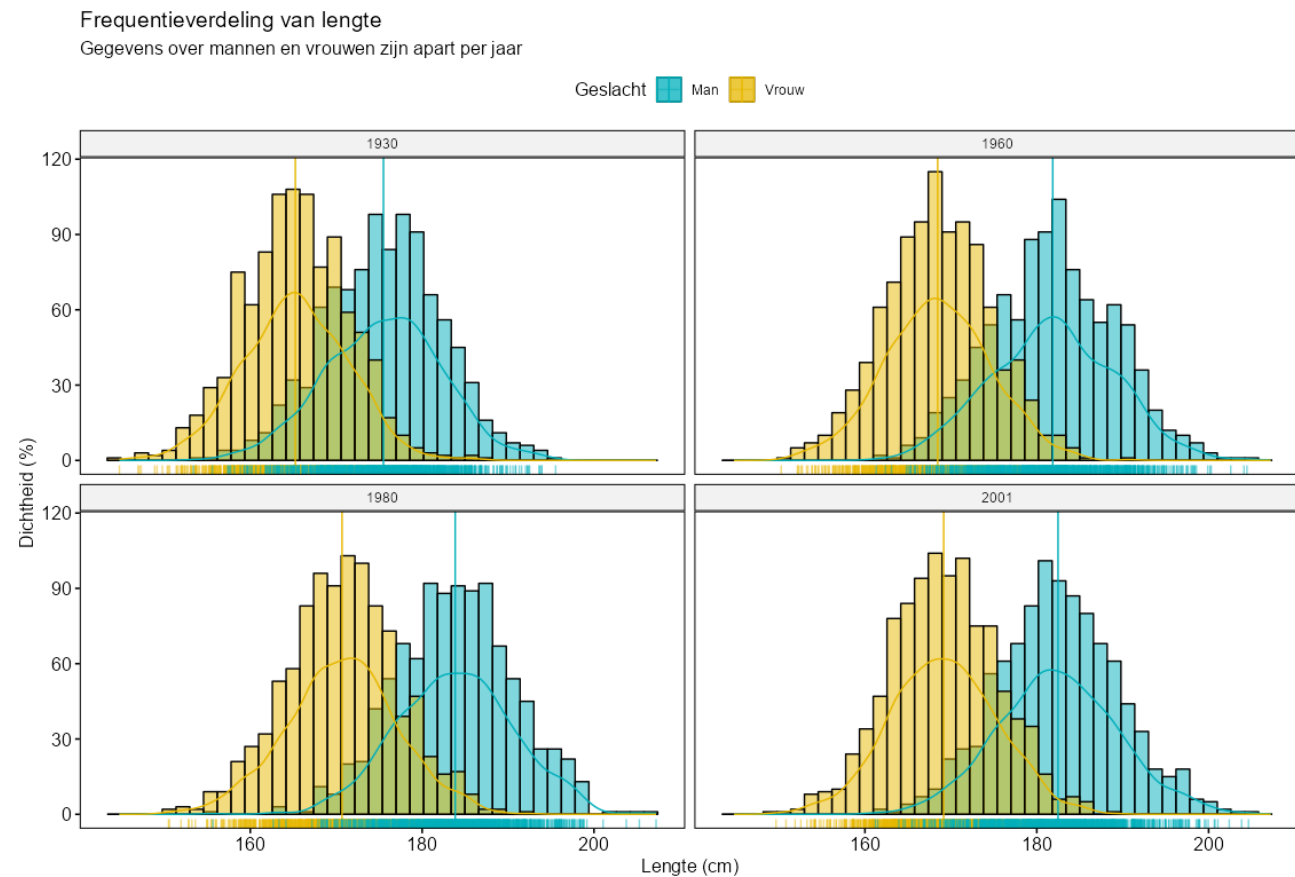 Frequentieverdeling van lengte
Gegevens over mannen en vrouwen zijn apart per jaar
Geslacht Man Vrouw
1930 1960
120
90
60
30
0
1980 2001
120
90
60
30
0
160 180 200 160 180 200
Dichtheid (%)
Lengte (cm)